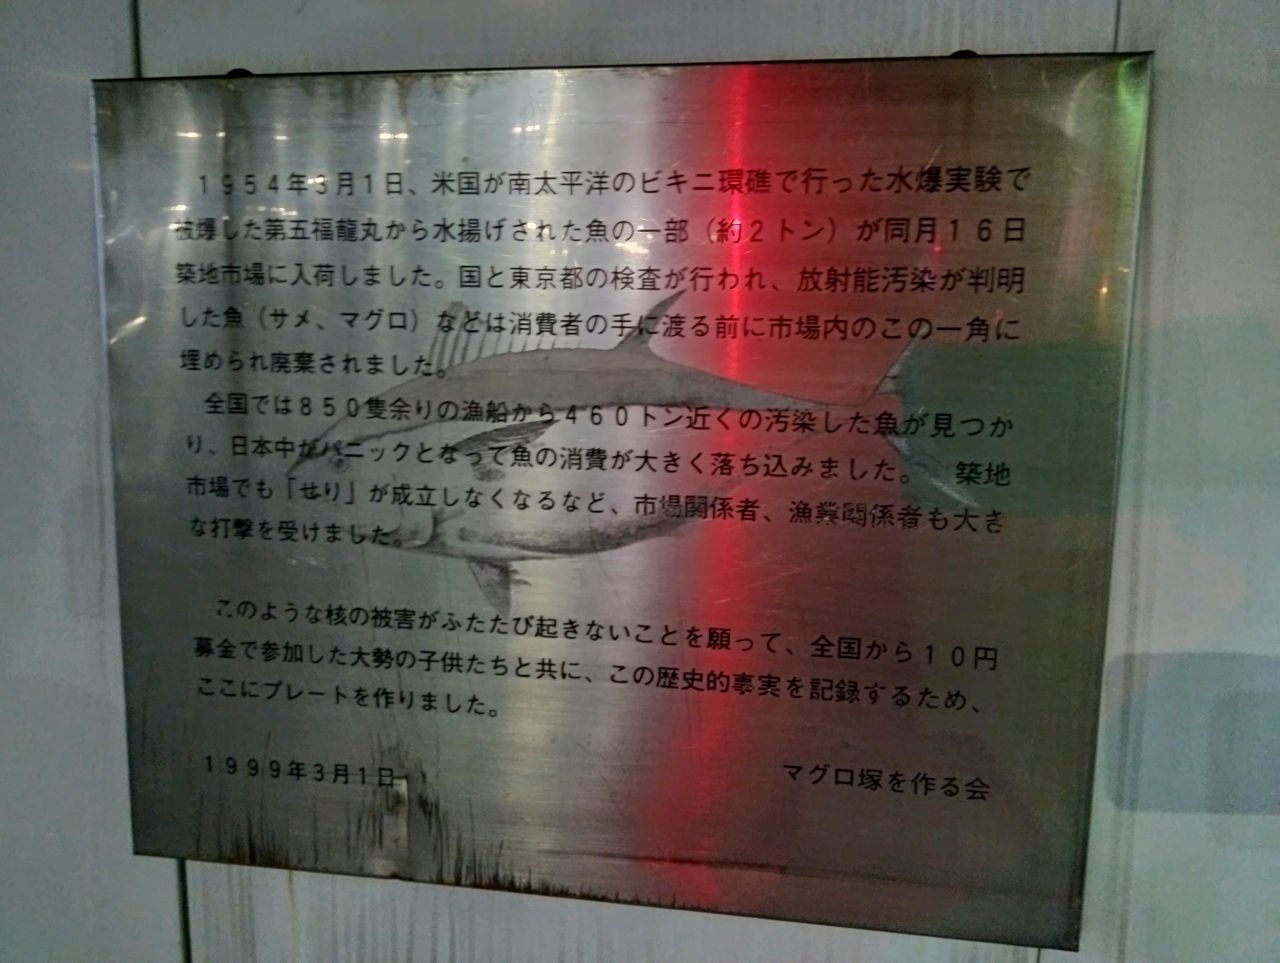 １９５４年３月１日、米国が南太平洋のビキニ環礁で行った水爆実験で
被爆した第五福龍丸から水揚げされた魚の一部（約２トン）が同月１６日
築地市場に入荷しました。国と東京都の検査が行われ、放射能汚染が判明
した魚（サメ、マグロ）などは消費者の手に渡る前に市場内のこの一角に
埋められ廃棄されました。
全国では８５０隻余りの漁船から４６０トン近くの汚染した魚が見つか
り、日本中がパニックとなって魚の消費が大きく落ち込みました。　築地
市場でも「せり」が成立しなくなるなど、市場関係者、漁業関係者も大き
な打撃を受けました。
このような核の被害がふたたび起きないことを願って、全国から１０円
募金で参加した大勢の子供たちと共に、この歴史的事実を記録するため、
ここにプレートを作りました。
１９９９年３月１日
マグロ塚を作る会